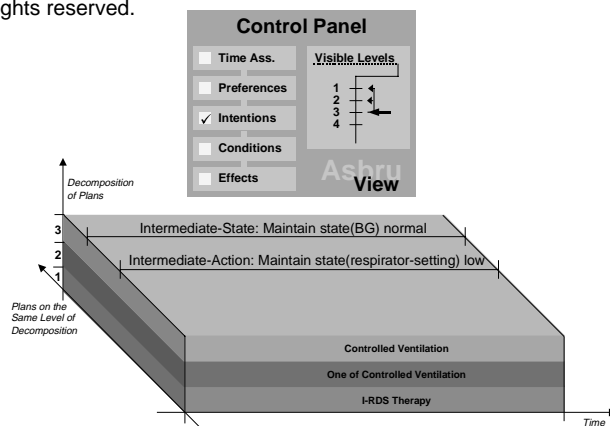 ghts reserved.
Control Panel
Time Ass.
Preferences
Intentions
Conditions
Effects
Visible Levels
1
2
3
4
Asbru
View
Decomposition
of Plans
3
2
1
Plans on the
Same Level of
Decomposition
Intermediate-State: Maintain state(BG) normal
Intermediate-Action: Maintain state(respirator-setting) low
Controlled Ventilation
One of Controlled Ventilation
I-RDS Therapy
Time